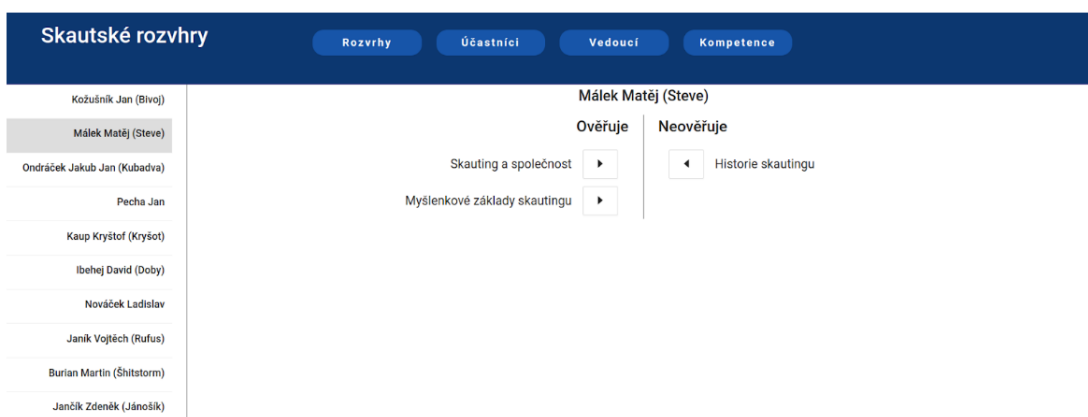 Skautské rozvhry
Rozvrhy Účastníci Vedoucí Kompetence
Kožušník Jan (Bivoj)
Málek Matěj (Steve)
Ondráček Jakub Jan (Kubadva)
Pecha Jan
Kaup Kryštof (Kryšot)
Ibehej David (Doby)
Nováček Ladislav
Janík Vojtěch (Rufus)
Burian Martin (Šhitstorm)
Jančík Zdeněk (Jánošík)
Málek Matěj (Steve)
Ověřuje Neověřuje
Skauting a společnost Historie skautingu
Myšlenkové základy skautingu